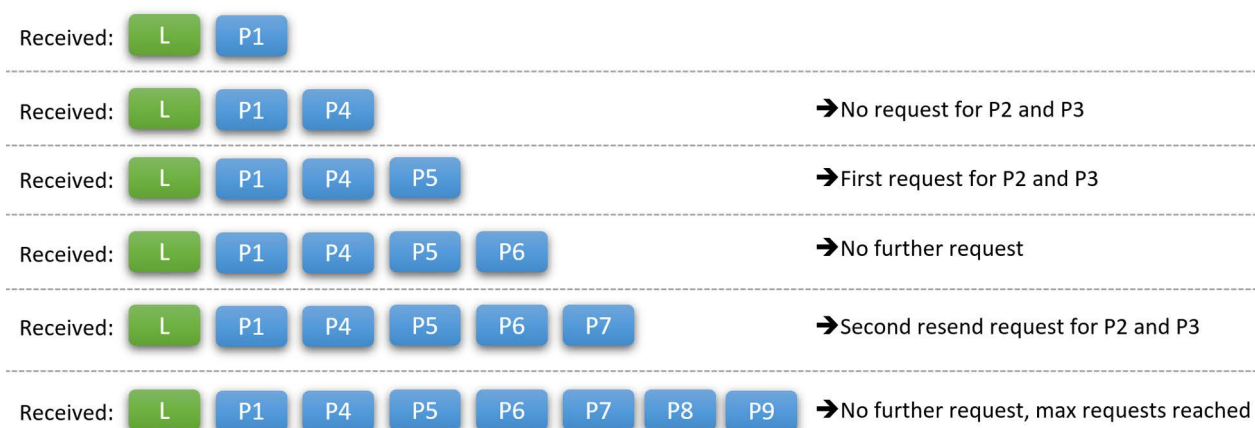 Received: L P1
Received: L P1 P4 ➔No request for P2 and P3
Received: L P1 P4 P5 ➔First request for P2 and P3
Received: L P1 P4 P5 P6 ➔No further request
Received: L P1 P4 P5 P6 P7 ➔Second resend request for P2 and P3
Received: L P1 P4 P5 P6 P7 P8 P9 ➔No further request, max requests reached